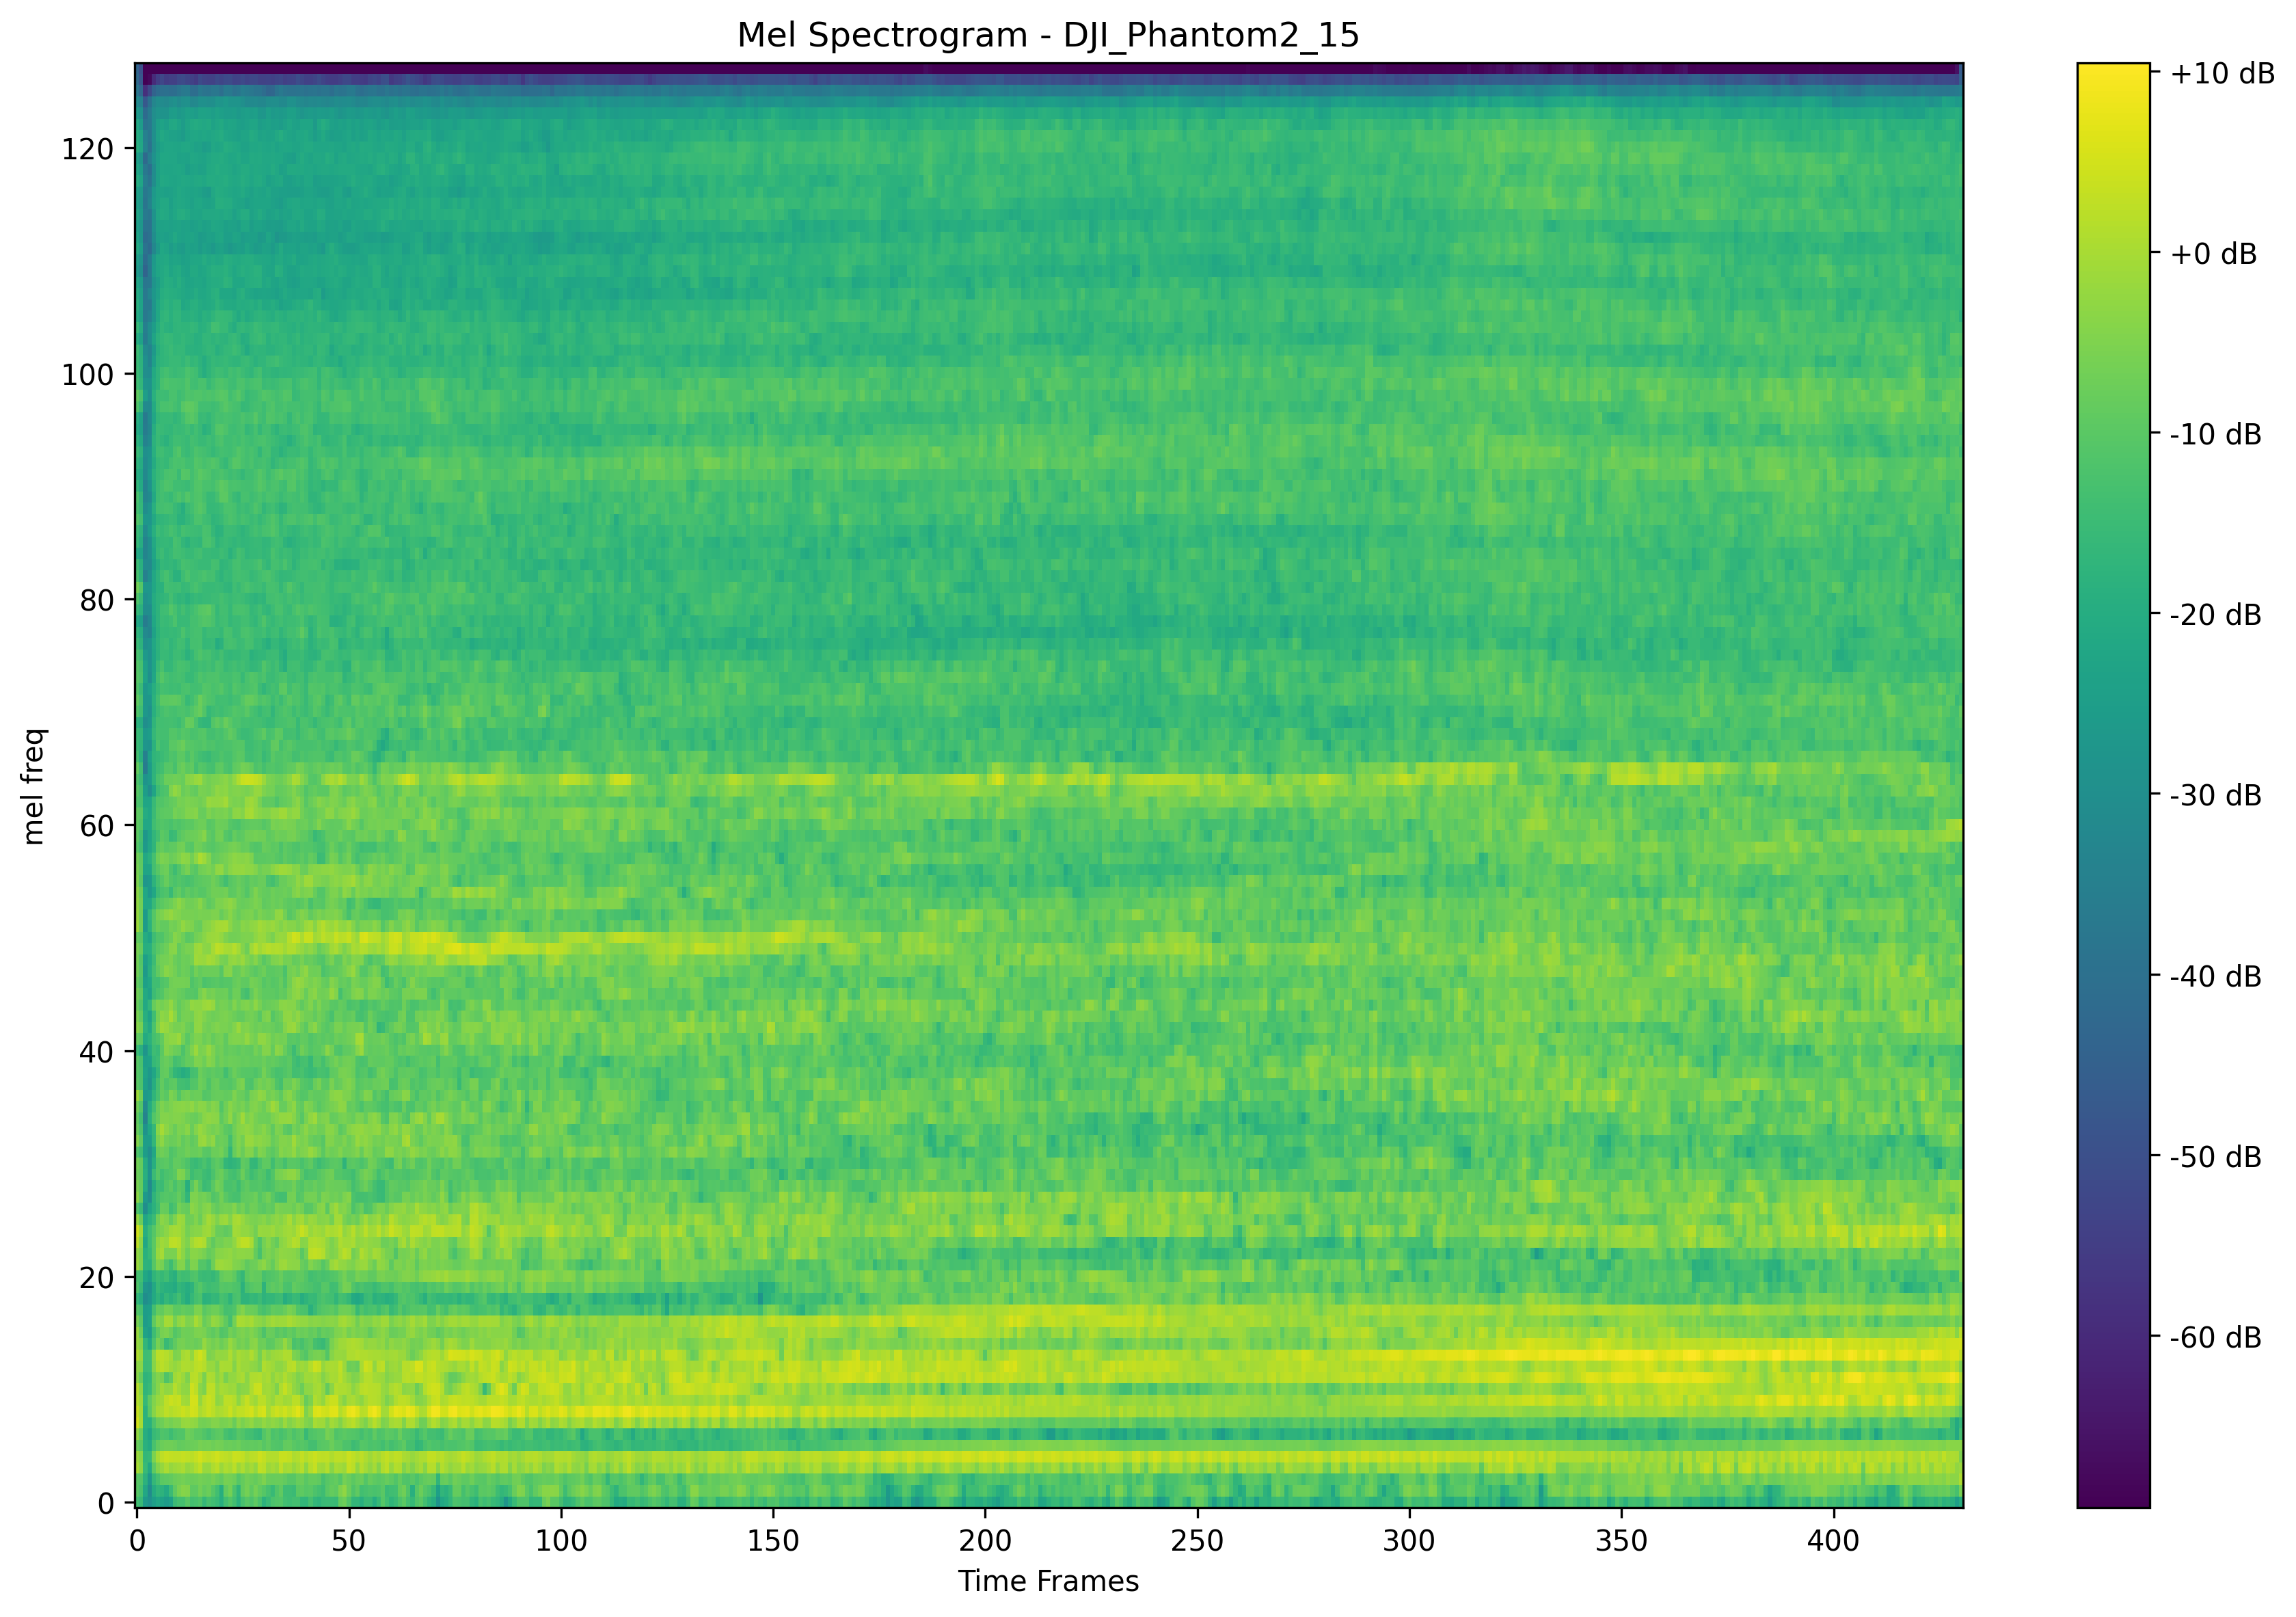 Mel Spectrogram - DJI_Phantom2_15
mel freq
120
100
80
60
40
20
0
0 50 100 150 200 250 300 350 400
Time Frames
+10 dB
+0 dB
-10 dB
-20 dB
-30 dB
-40 dB
-50 dB
-60 dB